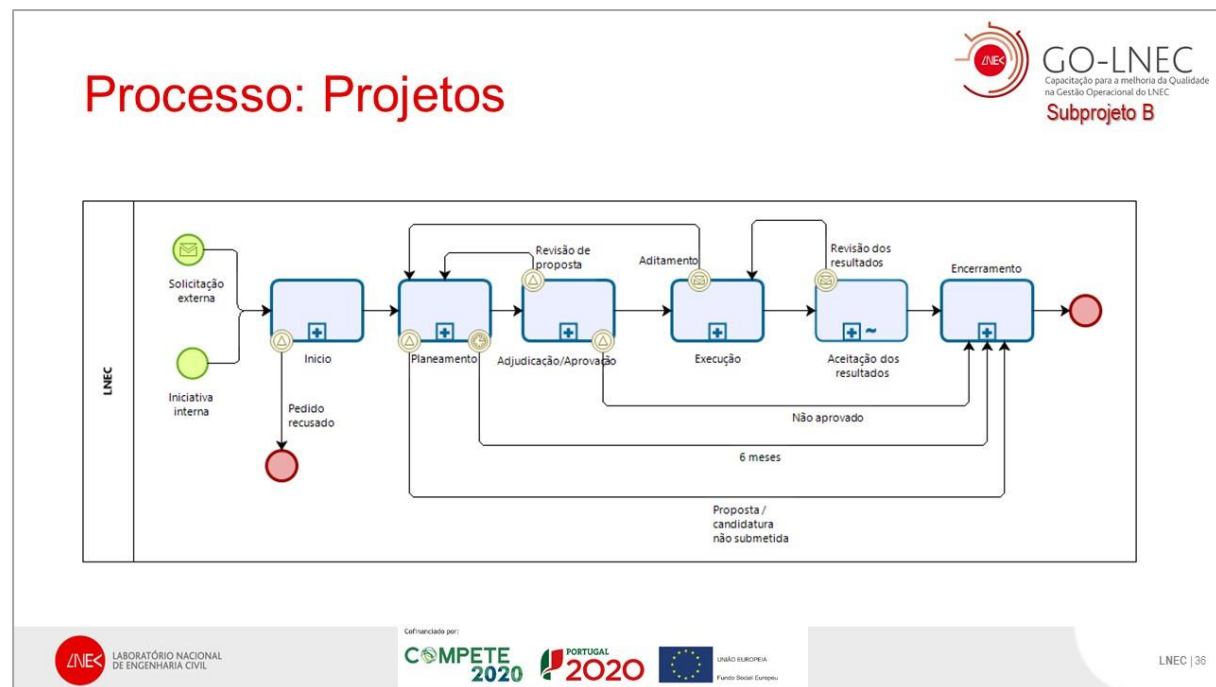 Processo: Projetos
LNEC
GO-LNEC
Capacitação para a melhoria da Qualidade
na Gestão Operacional do LNEC
Subprojeto B
LNEC
Solicitação
externa
Iniciativa
interna
Inicio
Pedido
recusado
Planeamento
Revisão de
proposta
Adjudicação/Aprovação
Aditamento
Execução
Revisão dos
resultados
Aceitação dos
resultados
Encerramento
Não aprovado
6 meses
Proposta /
candidatura
não submetida
LNEC
LABORATÓRIO NACIONAL
DE ENGENHARIA CIVIL
Cofinanciado por:
COMPETE
2020
PORTUGAL
2020
UNIÃO EUROPEIA
Fundo Social Europeu
LNEC | 36